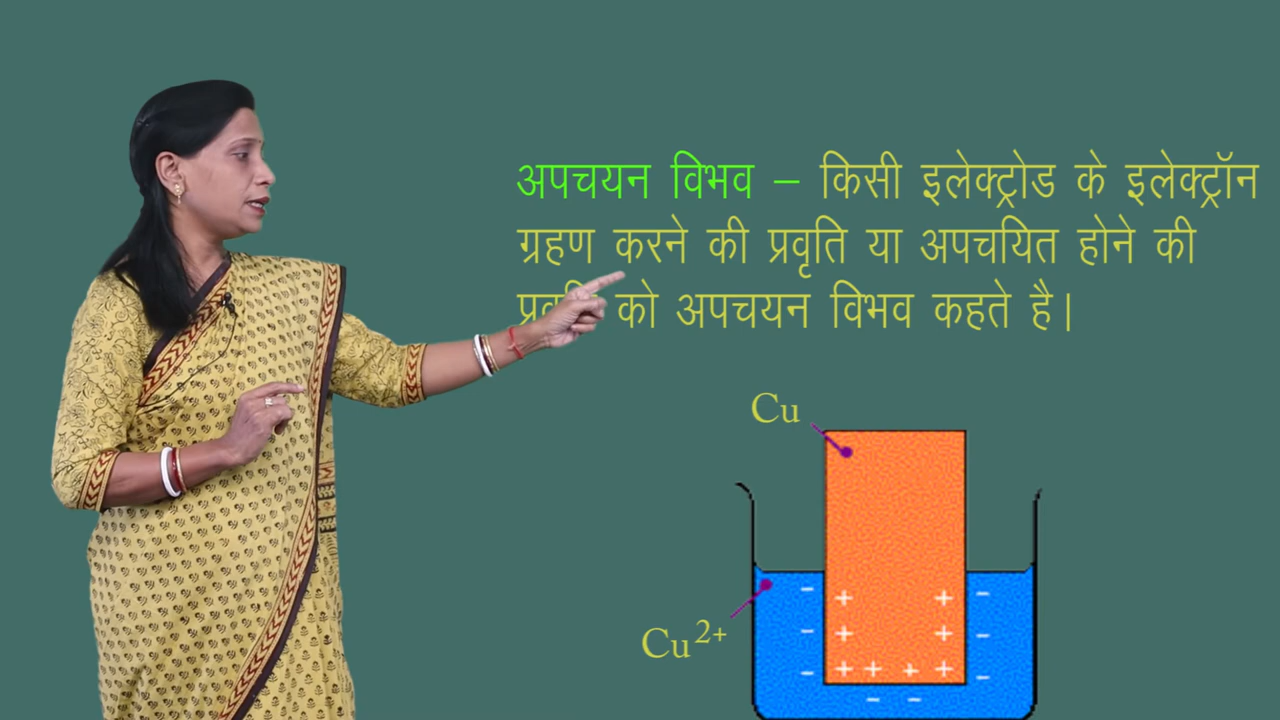 अपचयन विभव – किसी इलेक्ट्रोड के इलेक्ट्रॉन
ग्रहण करने की प्रवृति या अपचयित होने की
को अपचयन विभव कहते है।
Cu
Cu²⁺
− + + −
− + + −
− + + + + −
− −